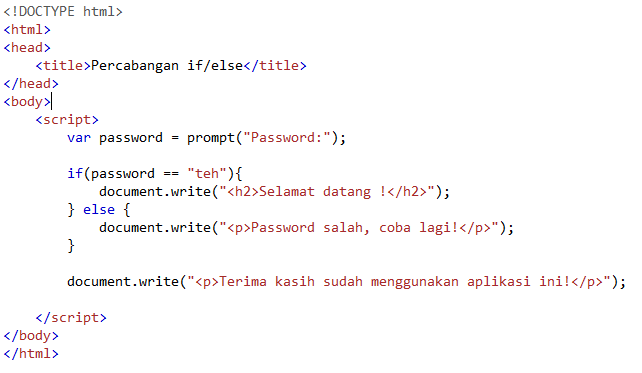 <!DOCTYPE html>
<html>
<head>
    <title>Percabangan if/else</title>
</head>
<body>
    <script>
        var password = prompt("Password:");

        if(password == "teh"){
            document.write("<h2>Selamat datang !</h2>");
        } else {
            document.write("<p>Password salah, coba lagi!</p>");
        }

        document.write("<p>Terima kasih sudah menggunakan aplikasi ini!</p>");

    </script>
</body>
</html>